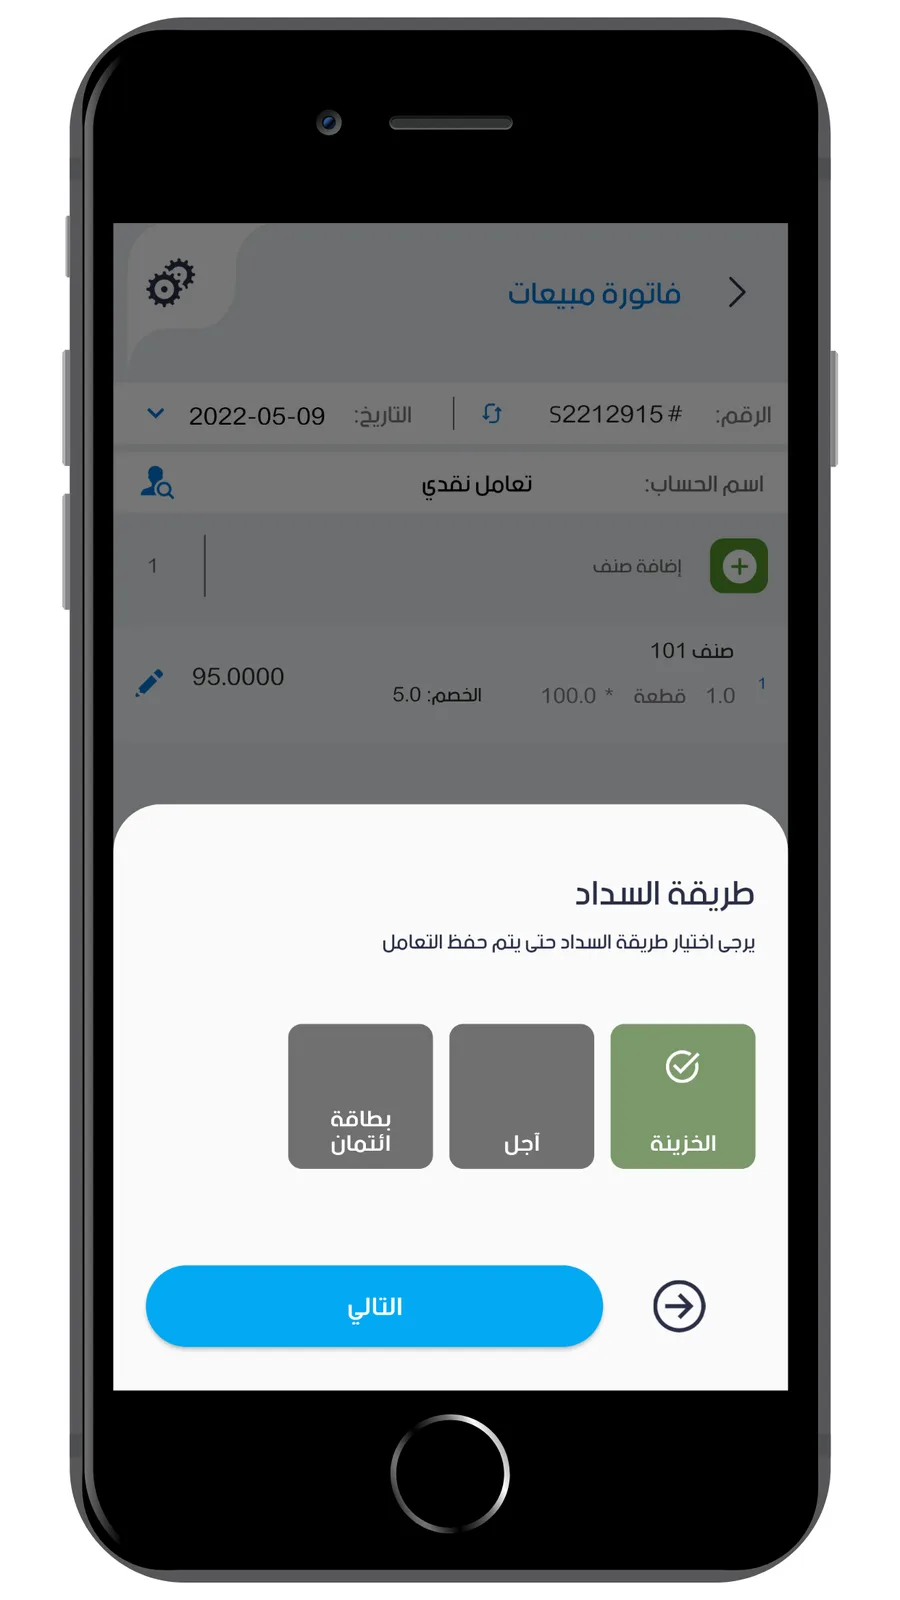 فاتورة مبيعات
الرقم: S2212915# التاريخ: 2022-05-09
اسم الحساب: تعامل نقدي
إضافة صنف 1
صنف 101
1 1.0 قطعة * 100.0 الخصم: 5.0 95.0000
طريقة السداد
يرجى اختيار طريقة السداد حتى يتم حفظ التعامل
الخزينة
آجل
بطاقة
ائتمان
التالي